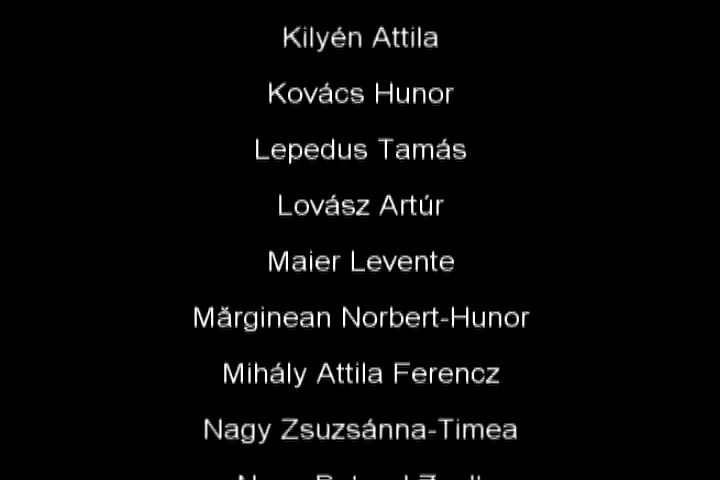 Kilyén Attila
Kovács Hunor
Lepedus Tamás
Lovász Artúr
Maier Levente
Mărginean Norbert-Hunor
Mihály Attila Ferencz
Nagy Zsuzsánna-Timea